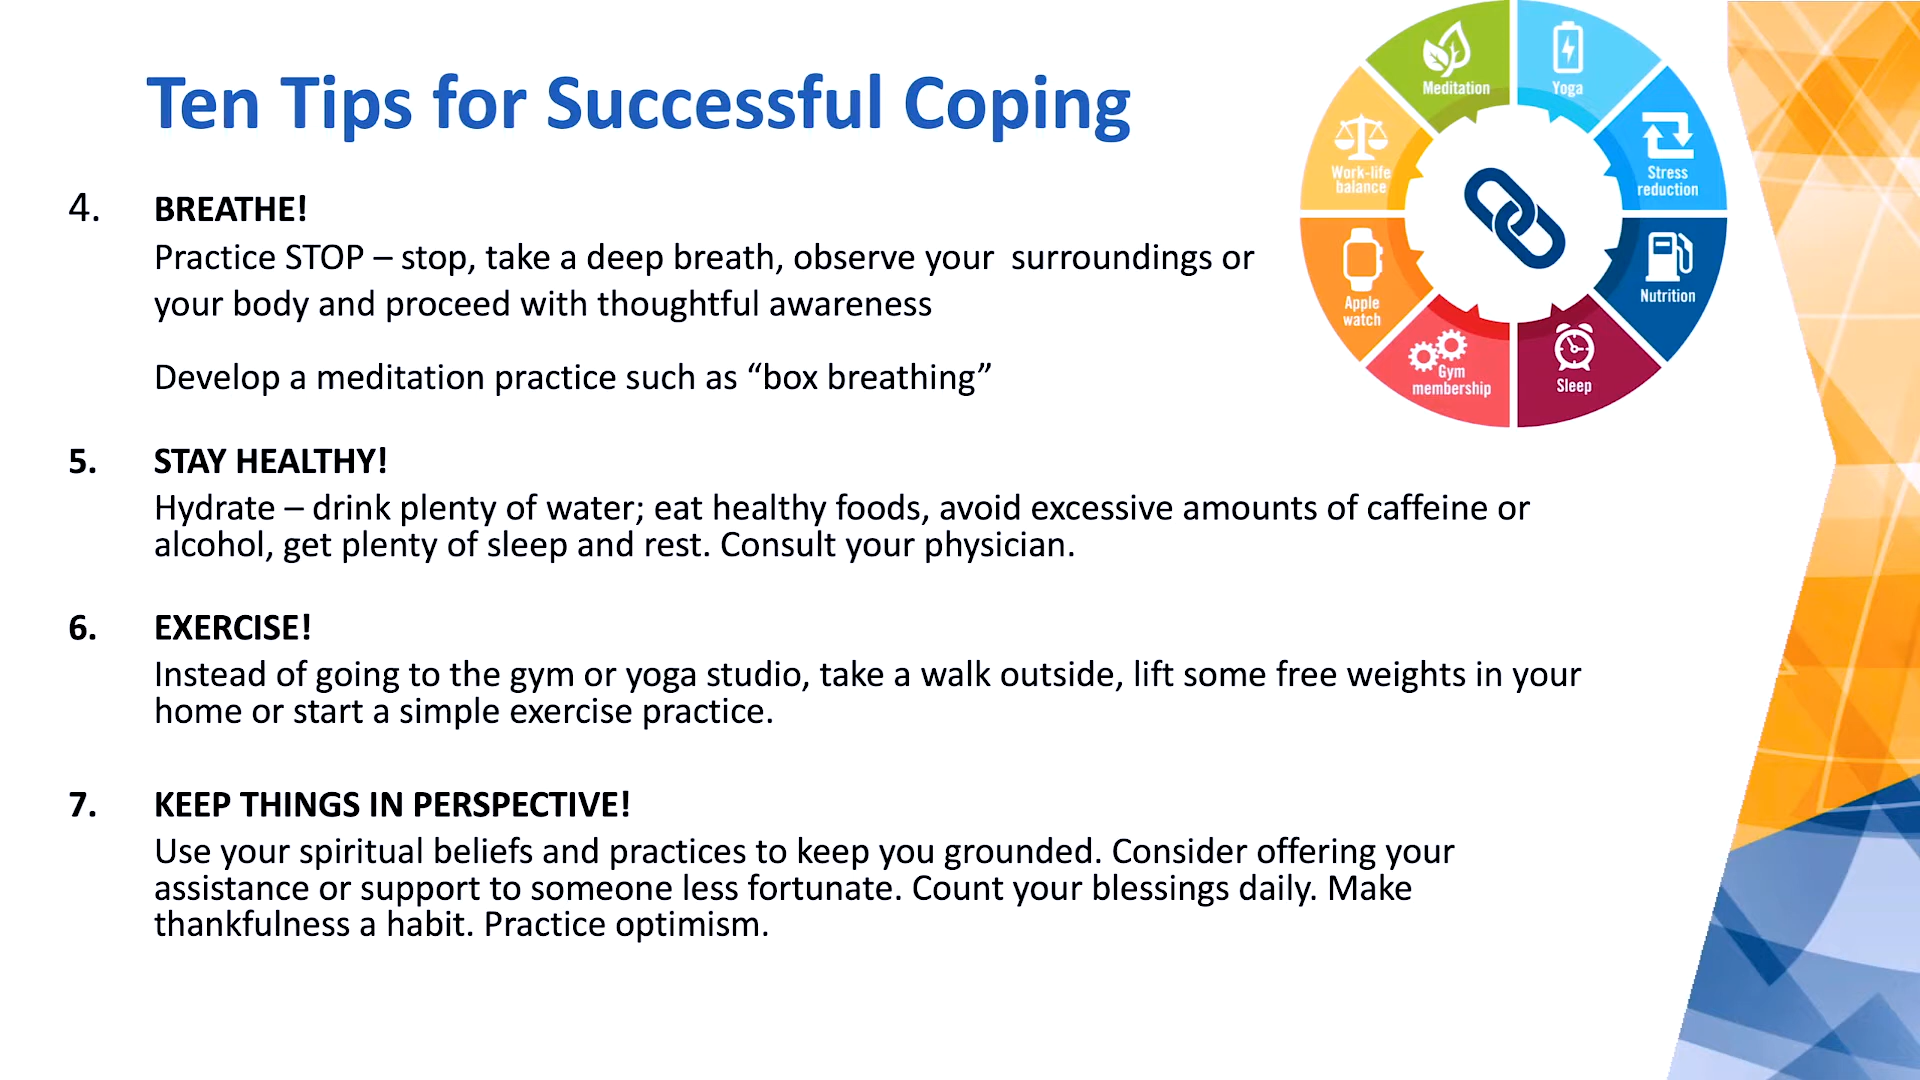 Ten Tips for Successful Coping
4. BREATHE!
Practice STOP – stop, take a deep breath, observe your surroundings or
your body and proceed with thoughtful awareness
Develop a meditation practice such as “box breathing”
5. STAY HEALTHY!
Hydrate – drink plenty of water; eat healthy foods, avoid excessive amounts of caffeine or
alcohol, get plenty of sleep and rest. Consult your physician.
6. EXERCISE!
Instead of going to the gym or yoga studio, take a walk outside, lift some free weights in your
home or start a simple exercise practice.
7. KEEP THINGS IN PERSPECTIVE!
Use your spiritual beliefs and practices to keep you grounded. Consider offering your
assistance or support to someone less fortunate. Count your blessings daily. Make
thankfulness a habit. Practice optimism.
Meditation
Yoga
Stress
reduction
Nutrition
Sleep
Gym
membership
Apple
watch
Work-life
balance